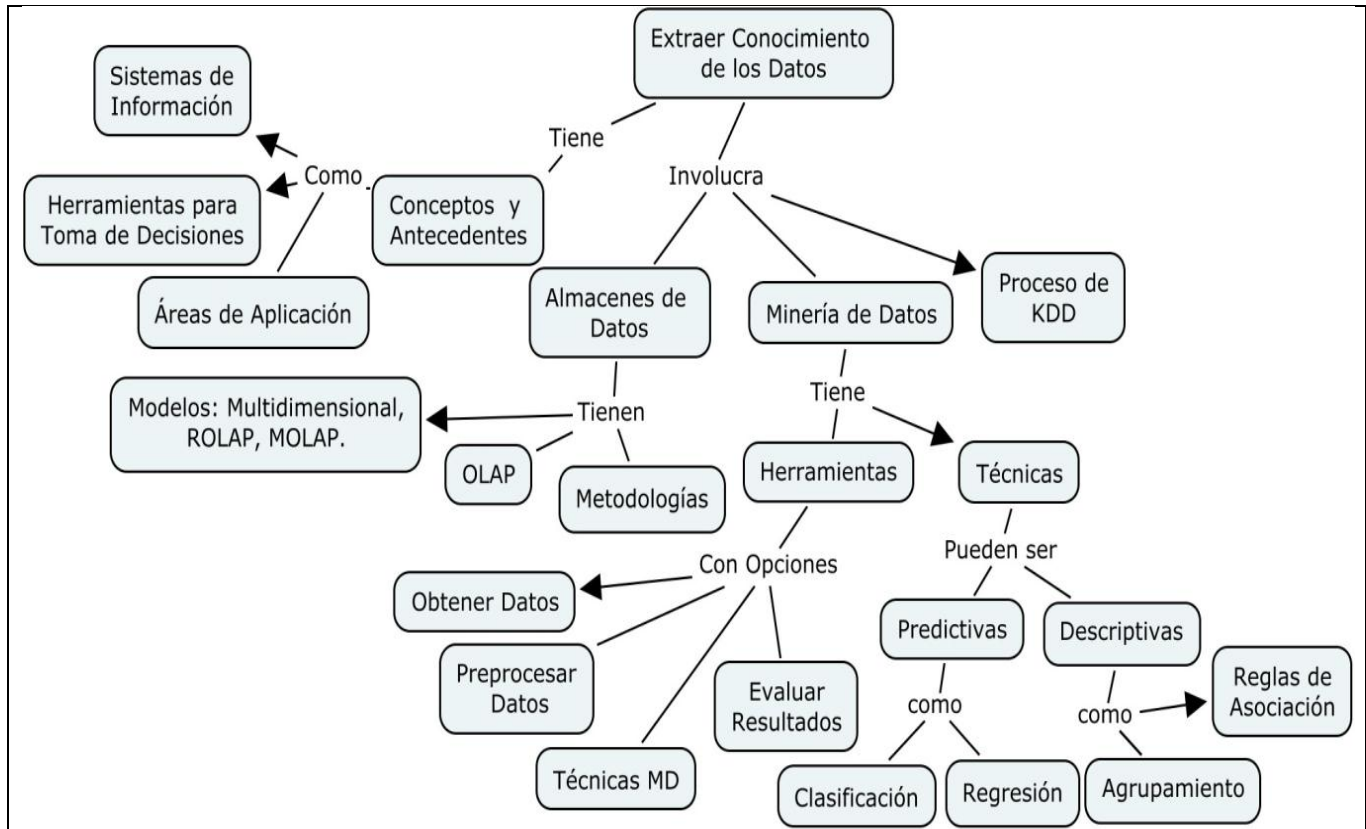 Extraer Conocimiento
de los Datos
Sistemas de
Información
Tiene
Como
Involucra
Herramientas para
Toma de Decisiones
Conceptos y
Antecedentes
Áreas de Aplicación
Almacenes de
Datos
Minería de Datos
Proceso de
KDD
Modelos: Multidimensional,
ROLAP, MOLAP.
Tienen
Tiene
OLAP
Metodologías
Herramientas
Técnicas
Con Opciones
Pueden ser
Obtener Datos
Preprocesar
Datos
Técnicas MD
Evaluar
Resultados
Predictivas
Descriptivas
como
como
Reglas de
Asociación
Clasificación
Regresión
Agrupamiento